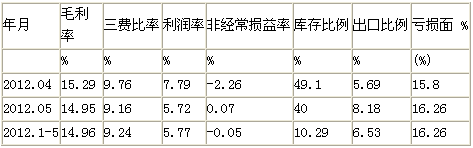 年月 毛利率 三费比率 利润率 非经常损益率 库存比例 出口比例 亏损面 %
% % % % % % (%)
2012.04 15.29 9.76 7.79 -2.26 49.1 5.69 15.8
2012.05 14.95 9.16 5.72 0.07 40 8.18 16.26
2012.1-5 14.96 9.24 5.77 -0.05 10.29 6.53 16.26